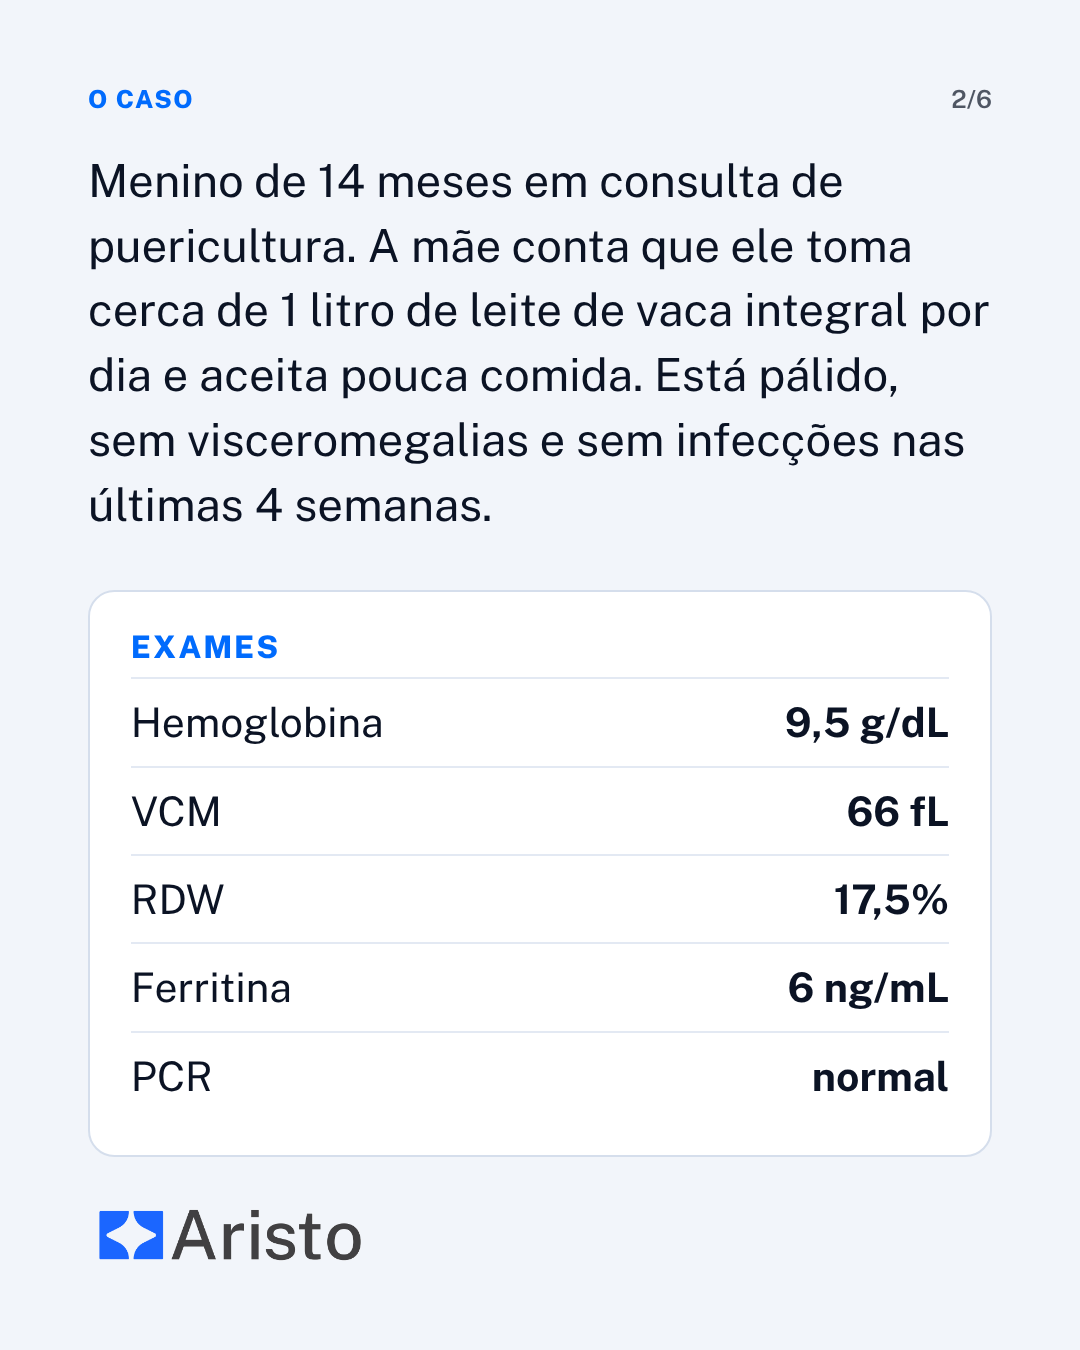 O CASO
2/6
Menino de 14 meses em consulta de
puericultura. A mãe conta que ele toma
cerca de 1 litro de leite de vaca integral por
dia e aceita pouca comida. Está pálido,
sem visceromegalias e sem infecções nas
últimas 4 semanas.
EXAMES
Hemoglobina 9,5 g/dL
VCM 66 fL
RDW 17,5%
Ferritina 6 ng/mL
PCR normal
Aristo